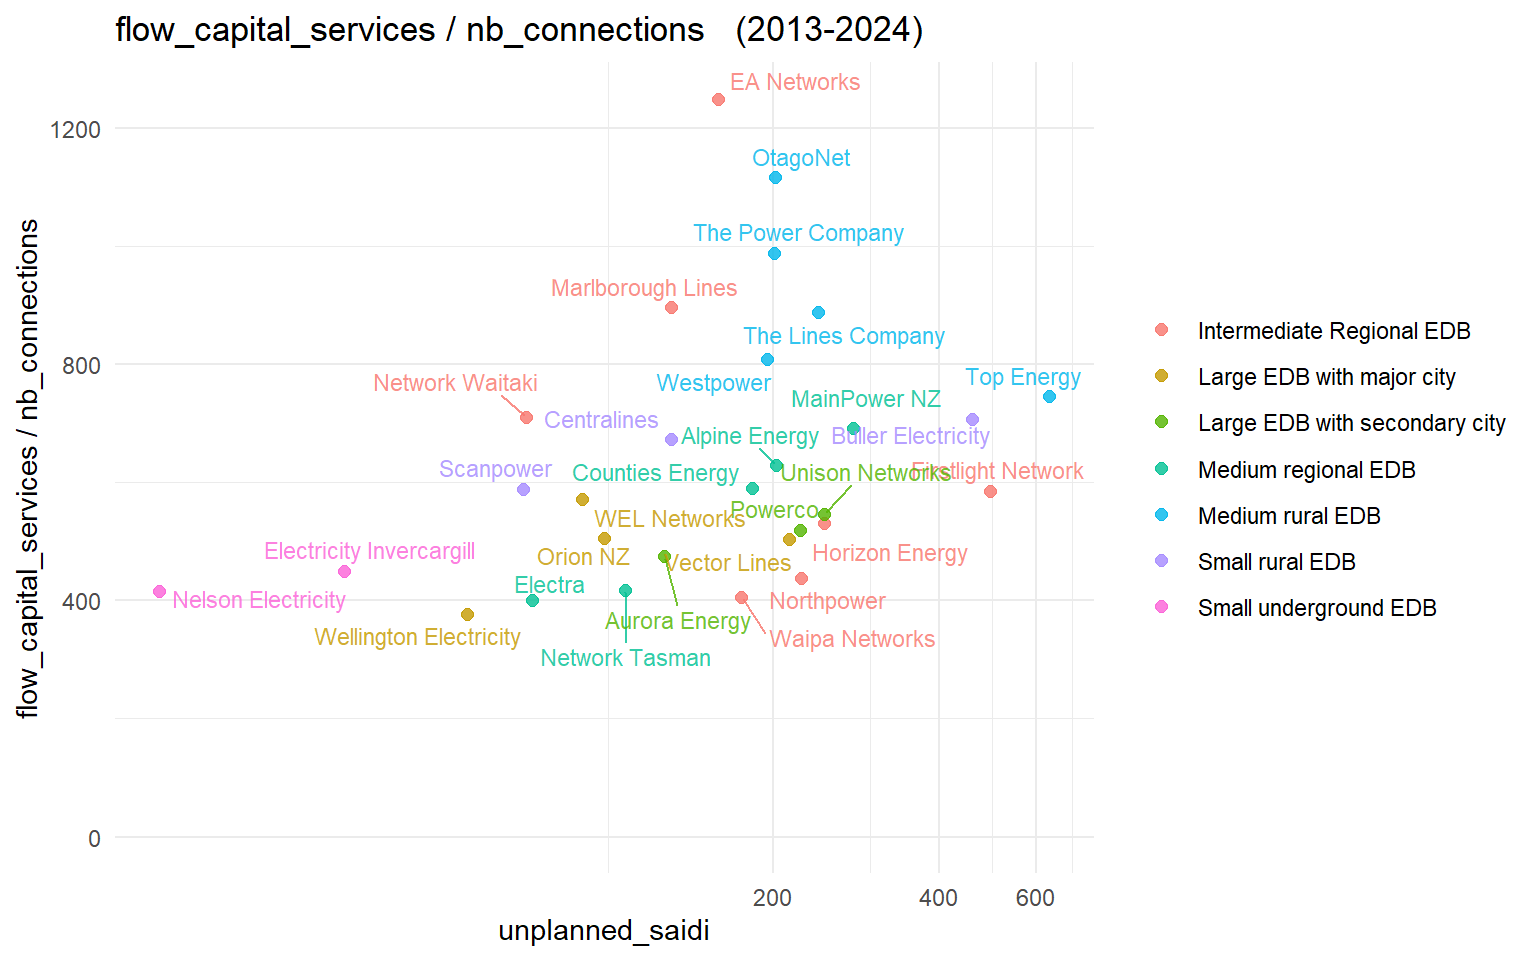 flow_capital_services / nb_connections (2013-2024)
flow_capital_services / nb_connections
1200
800
400
0
EA Networks
OtagoNet
The Power Company
Marlborough Lines
The Lines Company
Network Waitaki
Westpower
Top Energy
MainPower NZ
Centralines
Alpine Energy
Buller Electricity
Scanpower
Counties Energy
Unison Networks
Firstlight Network
WEL Networks
Powerco
Electricity Invercargill
Orion NZ
Vector Lines
Horizon Energy
Nelson Electricity
Electra
Northpower
Wellington Electricity
Aurora Energy
Waipa Networks
Network Tasman
200
400
600
unplanned_saidi
Intermediate Regional EDB
Large EDB with major city
Large EDB with secondary city
Medium regional EDB
Medium rural EDB
Small rural EDB
Small underground EDB